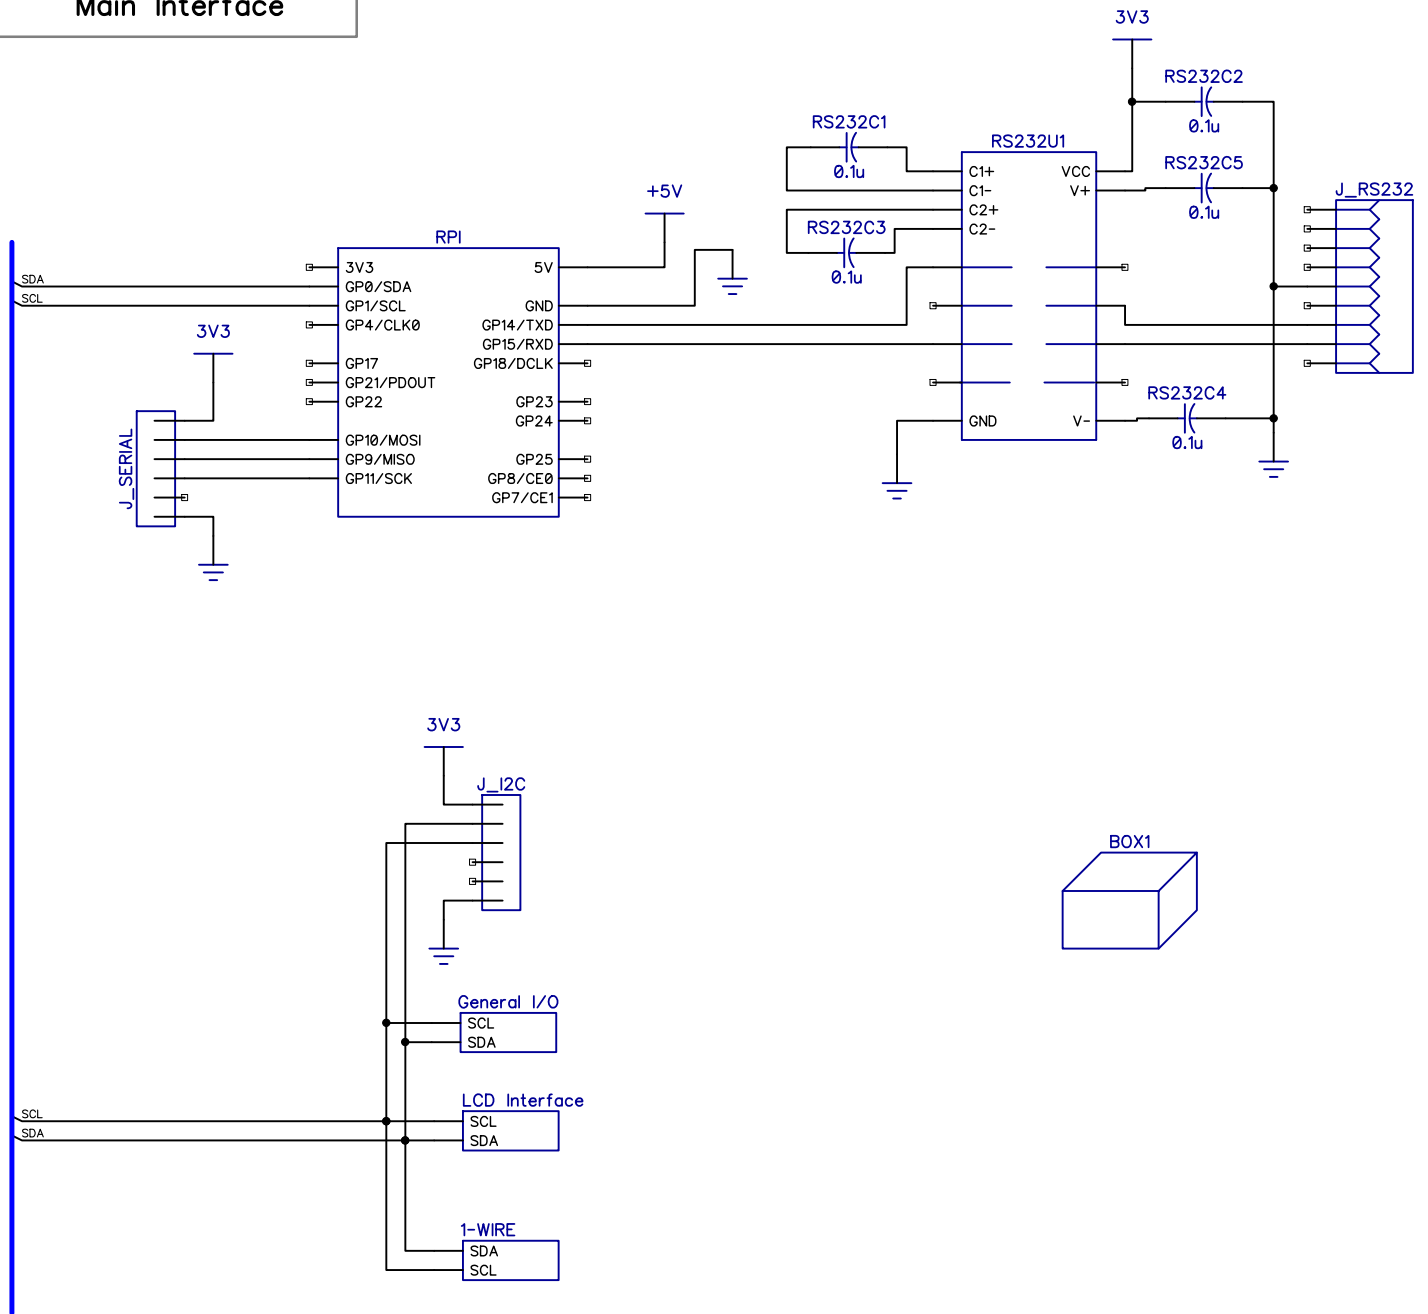 Main Interface
3V3
RS232C2
0.1u
RS232C1
0.1u
RS232U1
C1+
C1-
C2+
C2-
GND
VCC
V+
V-
RS232C5
0.1u
J_RS232
RS232C3
0.1u
RS232C4
0.1u
+5V
RPI
3V3
GP0/SDA
GP1/SCL
GP4/CLK0
GP17
GP21/PDOUT
GP22
GP10/MOSI
GP9/MISO
GP11/SCK
5V
GND
GP14/TXD
GP15/RXD
GP18/DCLK
GP23
GP24
GP25
GP8/CE0
GP7/CE1
SDA
SCL
3V3
J_SERIAL
3V3
J_I2C
BOX1
General I/O
SCL
SDA
LCD Interface
SCL
SDA
SCL
SDA
1-WIRE
SDA
SCL